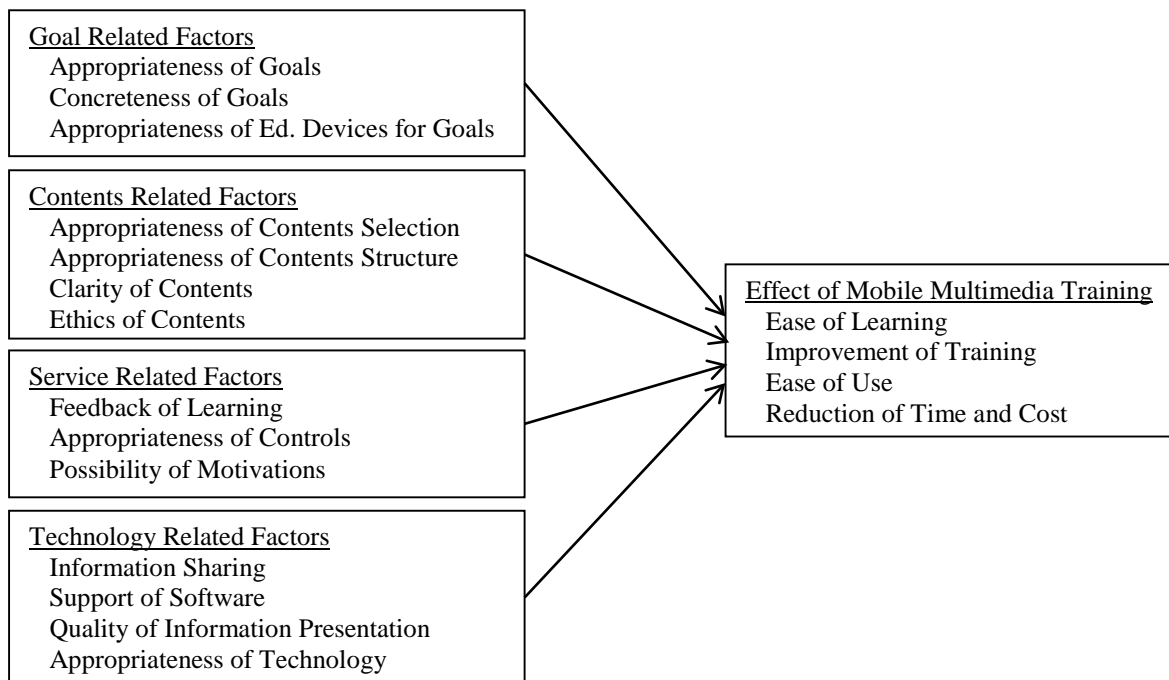 Goal Related Factors
Appropriateness of Goals
Concreteness of Goals
Appropriateness of Ed. Devices for Goals
Contents Related Factors
Appropriateness of Contents Selection
Appropriateness of Contents Structure
Clarity of Contents
Ethics of Contents
Service Related Factors
Feedback of Learning
Appropriateness of Controls
Possibility of Motivations
Technology Related Factors
Information Sharing
Support of Software
Quality of Information Presentation
Appropriateness of Technology
Effect of Mobile Multimedia Training
Ease of Learning
Improvement of Training
Ease of Use
Reduction of Time and Cost